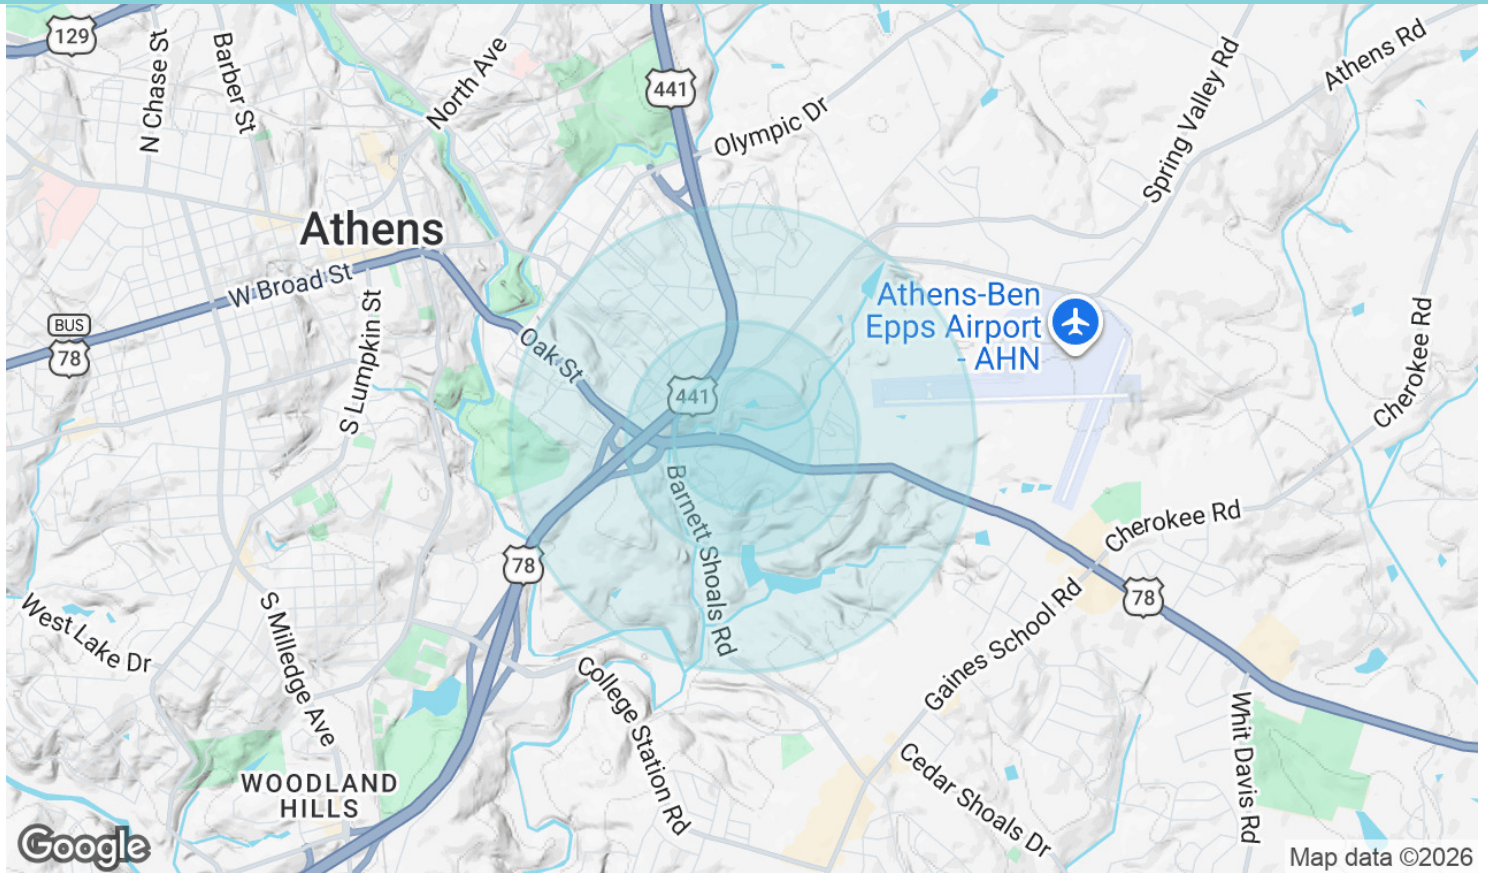 129
N Chase St
Barber St
North Ave
441
Olympic Dr
Spring Valley Rd
Athens Rd
Athens
W Broad St
BUS
78
S Lumpkin St
Oak St
441
Athens-Ben
Epps Airport
- AHN
Cherokee Rd
Barnett Shoals Rd
Cherokee Rd
78
78
West Lake Dr
S Milledge Ave
College Station Rd
Gaines School Rd
Whit Davis Rd
Cedar Shoals Dr
WOODLAND
HILLS
Google
Map data ©2026